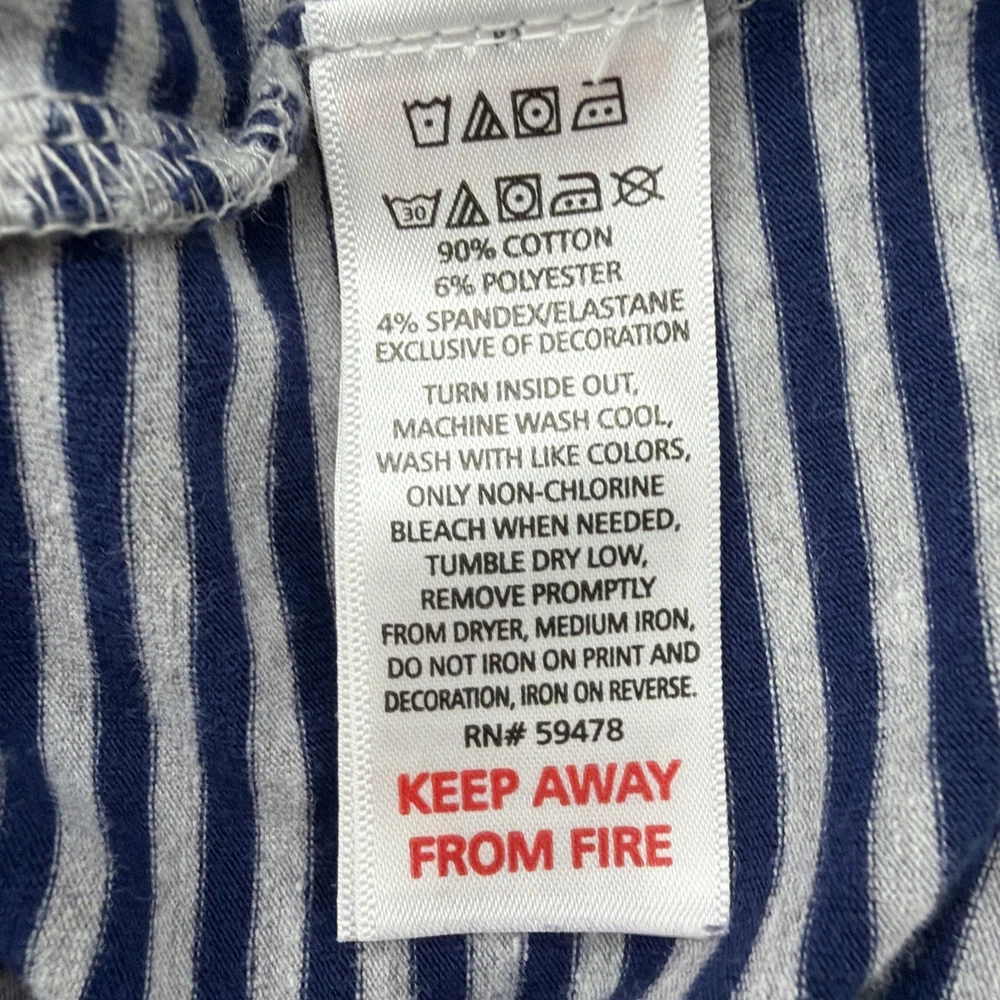 30
90% COTTON
6% POLYESTER
4% SPANDEX/ELASTANE
EXCLUSIVE OF DECORATION
TURN INSIDE OUT,
MACHINE WASH COOL,
WASH WITH LIKE COLORS,
ONLY NON-CHLORINE
BLEACH WHEN NEEDED,
TUMBLE DRY LOW,
REMOVE PROMPTLY
FROM DRYER, MEDIUM IRON,
DO NOT IRON ON PRINT AND
DECORATION, IRON ON REVERSE.
RN# 59478
KEEP AWAY
FROM FIRE